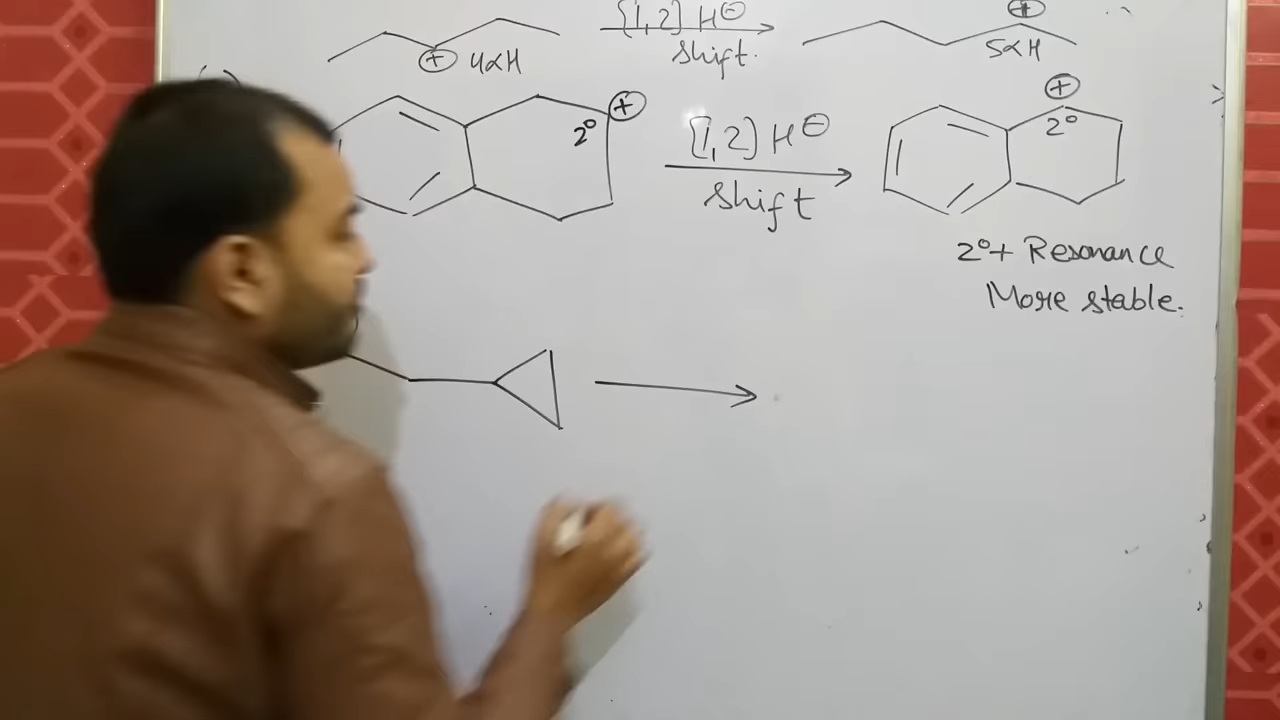 [1,2] H⊖
Shift.
⊕ 4αH
⊕
5αH
2° ⊕
[1,2] H⊖
Shift
⊕
2°
2°+ Resonance
More stable.